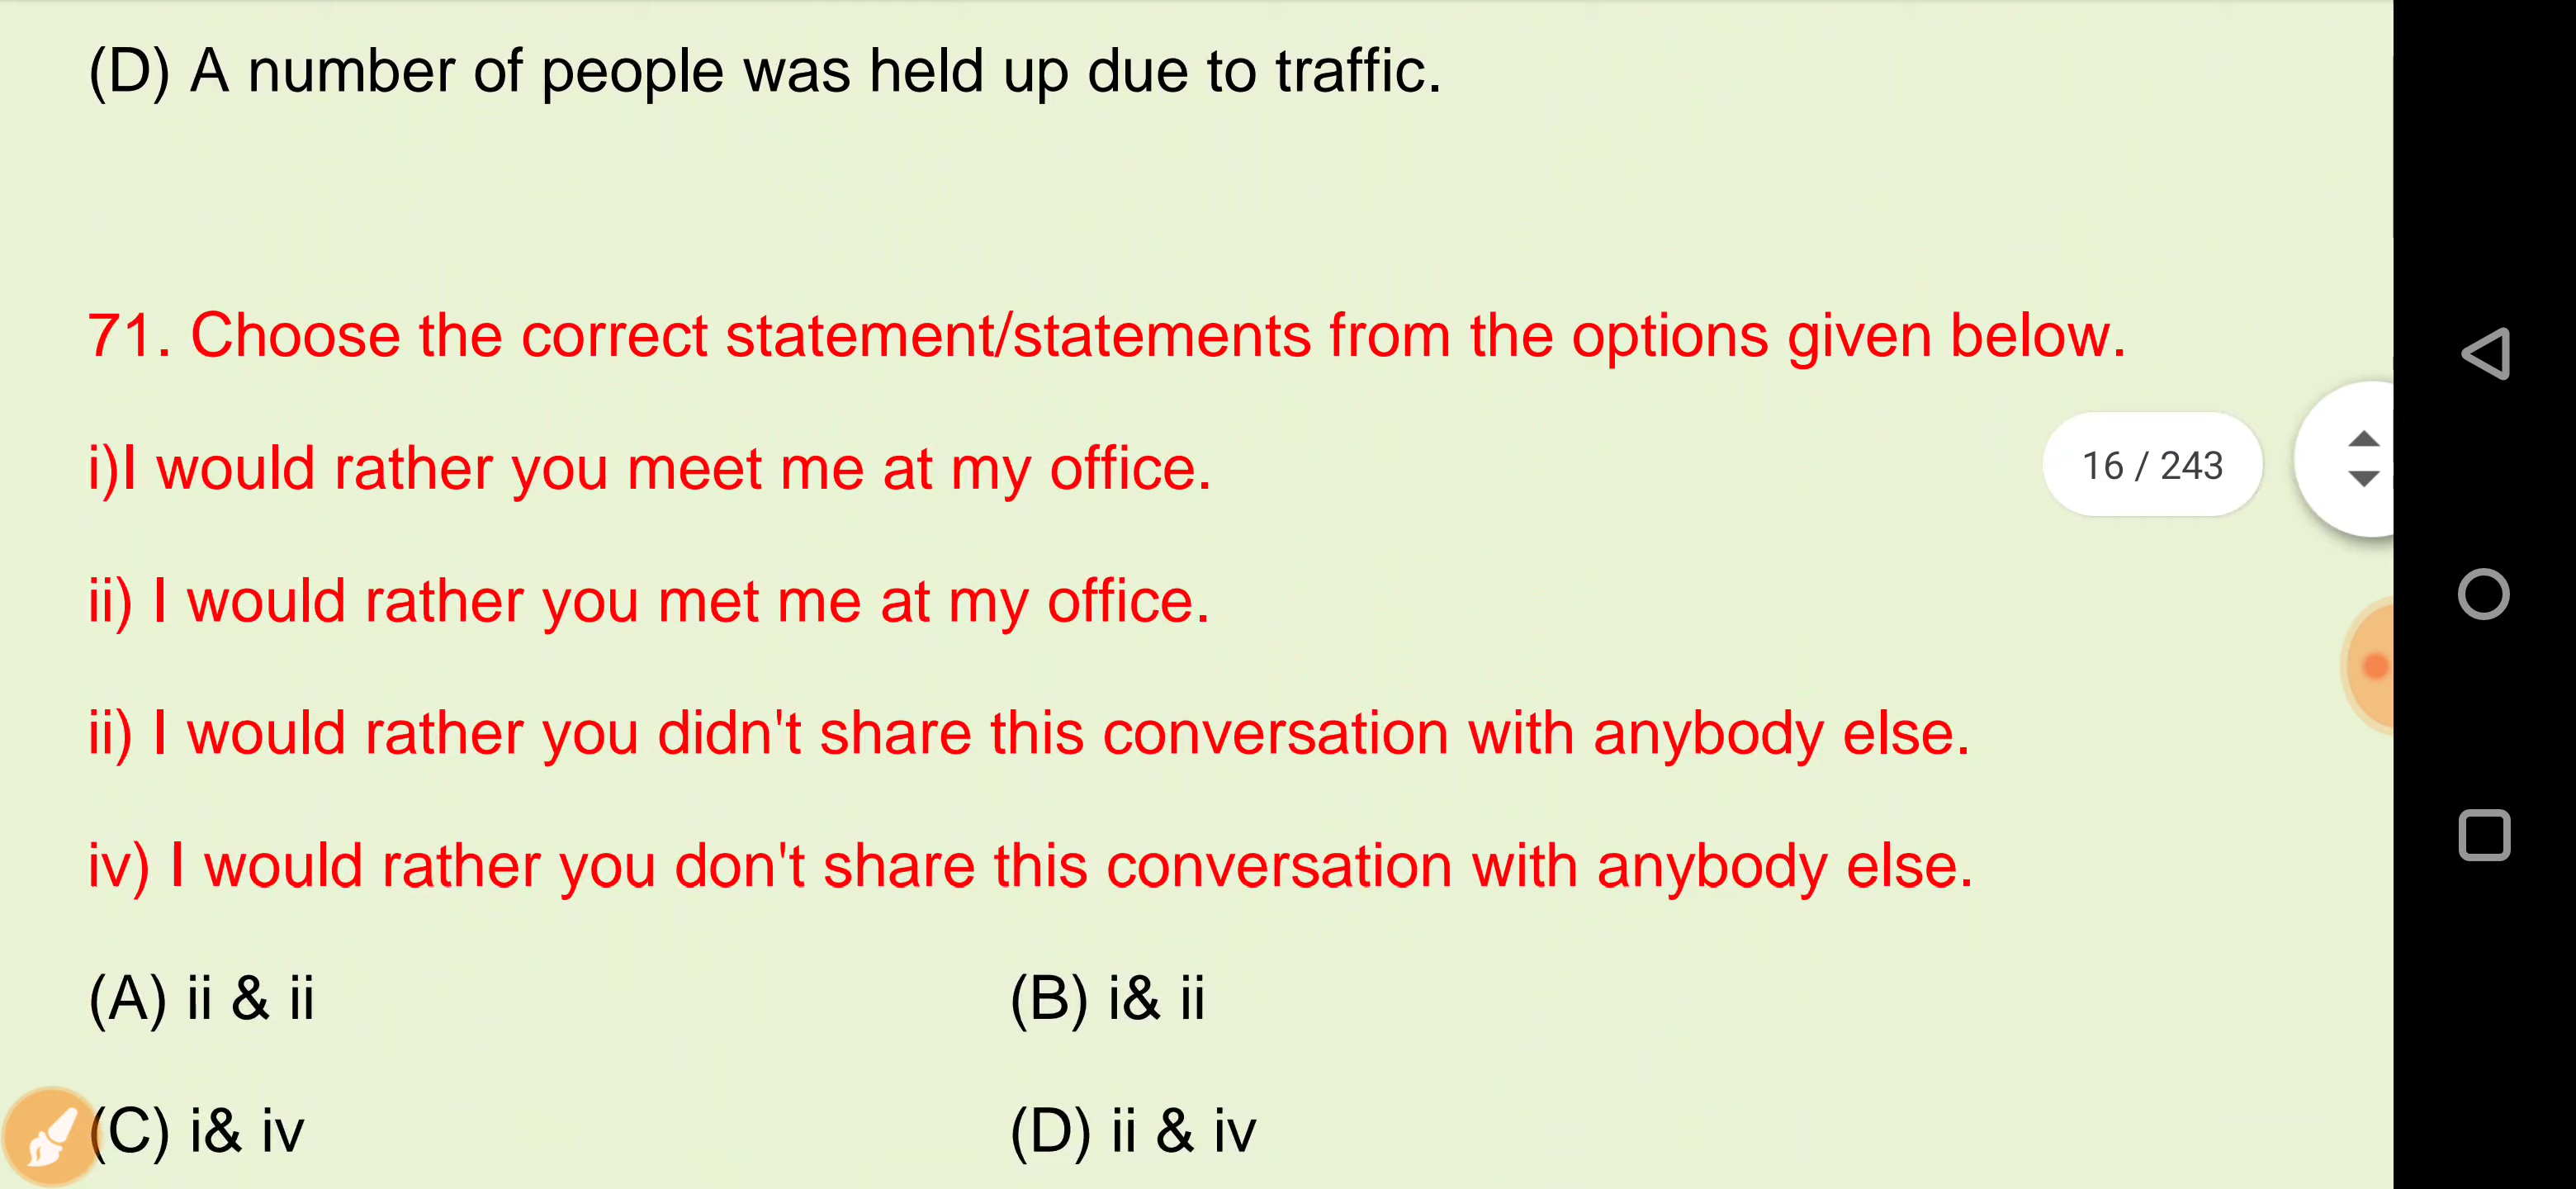 (D) A number of people was held up due to traffic.
71. Choose the correct statement/statements from the options given below.
i)I would rather you meet me at my office.
16 / 243
ii) I would rather you met me at my office.
ii) I would rather you didn't share this conversation with anybody else.
iv) I would rather you don't share this conversation with anybody else.
(A) ii & ii (B) i& ii
(C) i& iv (D) ii & iv